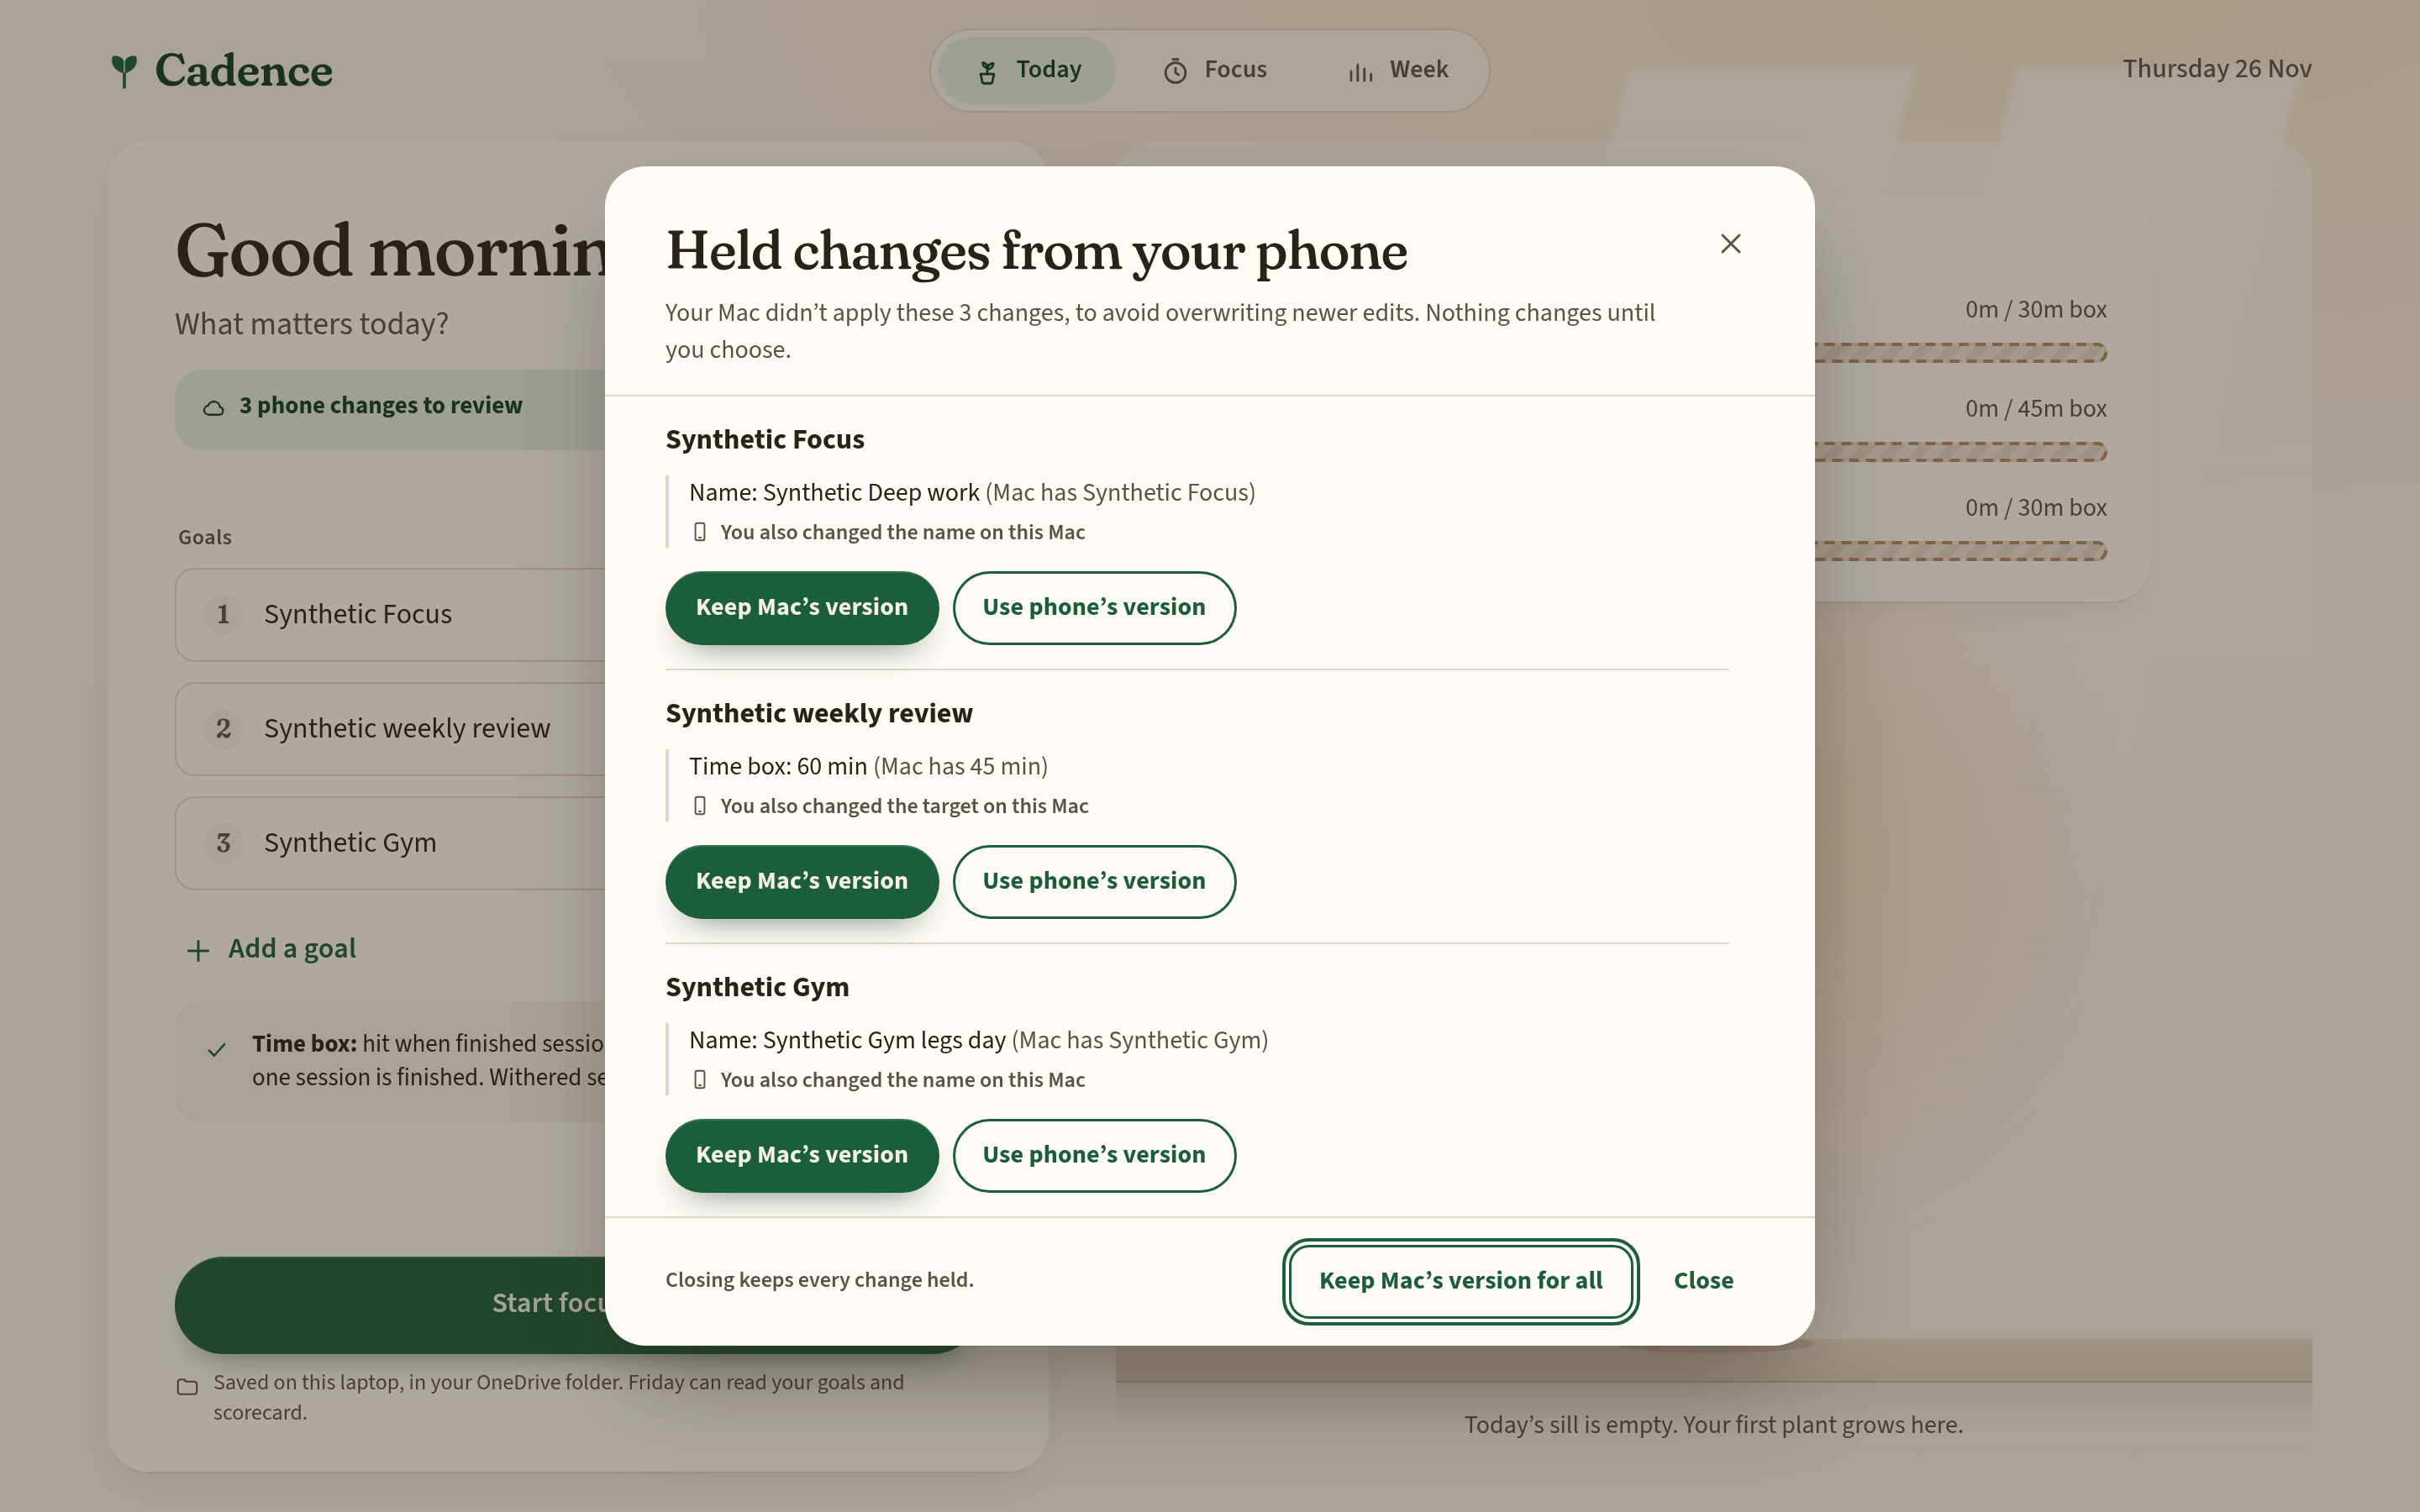 Cadence
Today
Focus
Week
Thursday 26 Nov
Good mornin
What matters today?
3 phone changes to review
Goals
1 Synthetic Focus
2 Synthetic weekly review
3 Synthetic Gym
Add a goal
Time box: hit when finished sessio
one session is finished. Withered se
Start focu
Saved on this laptop, in your OneDrive folder. Friday can read your goals and
scorecard.
Held changes from your phone
Your Mac didn’t apply these 3 changes, to avoid overwriting newer edits. Nothing changes until
you choose.
Synthetic Focus
Name: Synthetic Deep work (Mac has Synthetic Focus)
You also changed the name on this Mac
Keep Mac’s version
Use phone’s version
Synthetic weekly review
Time box: 60 min (Mac has 45 min)
You also changed the target on this Mac
Keep Mac’s version
Use phone’s version
Synthetic Gym
Name: Synthetic Gym legs day (Mac has Synthetic Gym)
You also changed the name on this Mac
Keep Mac’s version
Use phone’s version
Closing keeps every change held.
Keep Mac’s version for all
Close
0m / 30m box
0m / 45m box
0m / 30m box
Today’s sill is empty. Your first plant grows here.